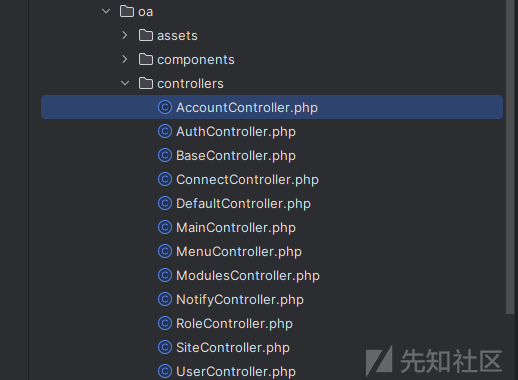 oa
assets
components
controllers
AccountController.php
AuthController.php
BaseController.php
ConnectController.php
DefaultController.php
MainController.php
MenuController.php
ModulesController.php
NotifyController.php
RoleController.php
SiteController.php
UserController.php
先知社区